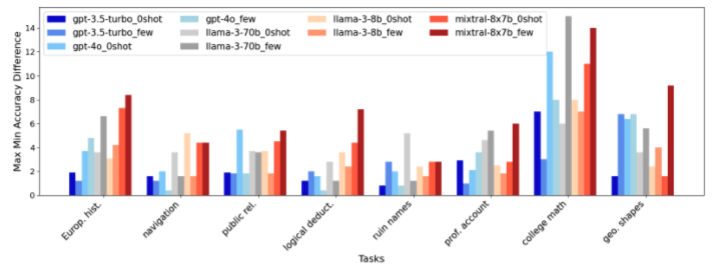 Max Min Accuracy Difference
14
12
10
8
6
4
2
0
gpt-3.5-turbo_0shot
gpt-3.5-turbo_few
gpt-4o_0shot
gpt-4o_few
llama-3-70b_0shot
llama-3-70b_few
llama-3-8b_0shot
llama-3-8b_few
mixtral-8x7b_0shot
mixtral-8x7b_few
Europ. hist.
navigation
public rel.
logical deduct.
ruin names
prof. account
college math
geo. shapes
Tasks